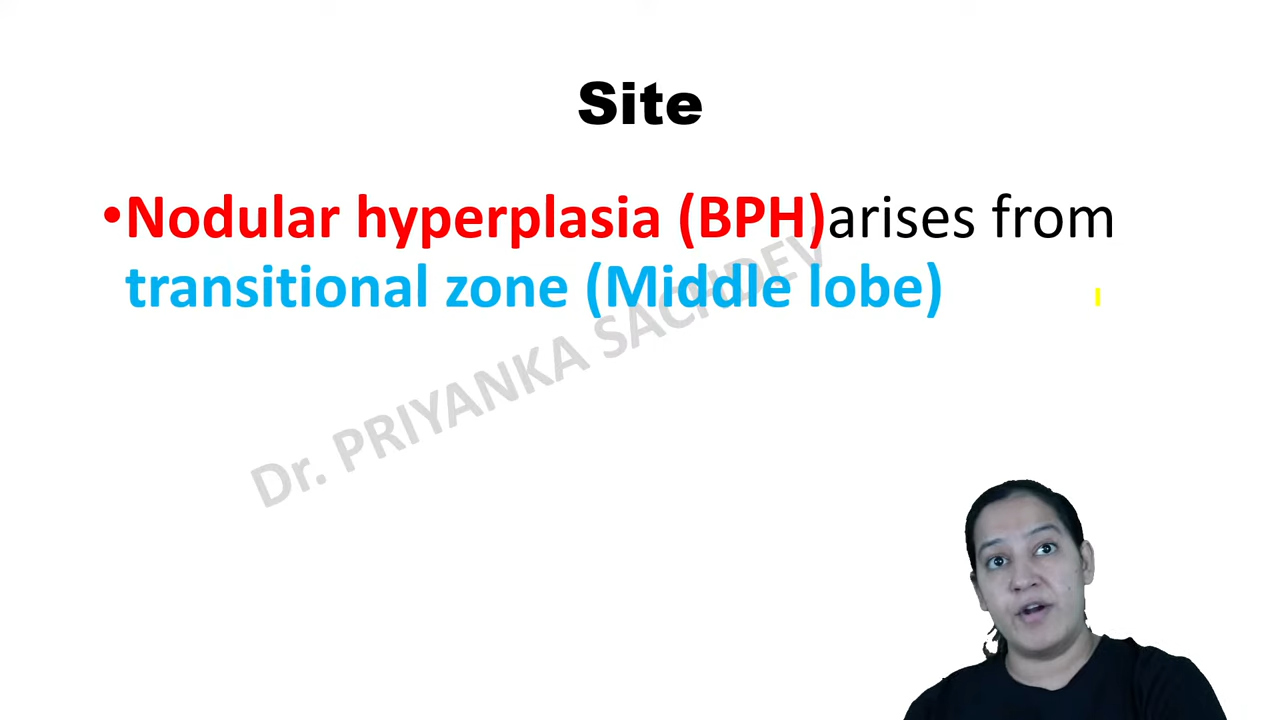 Site
•Nodular hyperplasia (BPH)arises from
transitional zone (Middle lobe)
Dr. PRIYANKA SACHDEV